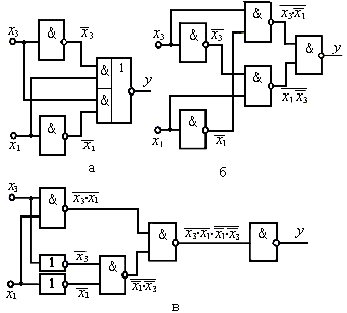 x₃
&
x̅₃
&
1
y
&
x₁
&
x̅₁
а
&
x̅₃̅·̅x̿₁̅
x₃
&
x̅₃
&
y
&
x̅₁̅ ̅x̿₃̅
x₁
&
x̅₁
б
x₃
&
x̅₃̅·̅x̅₁̅
1
x̅₃
&
x̅₃̅·̅x̅₁̅·x̿₁̅·̅x̿₃̅
&
y
&
x₁
1
x̅₁
x̿₁̅·̅x̿₃̅
в